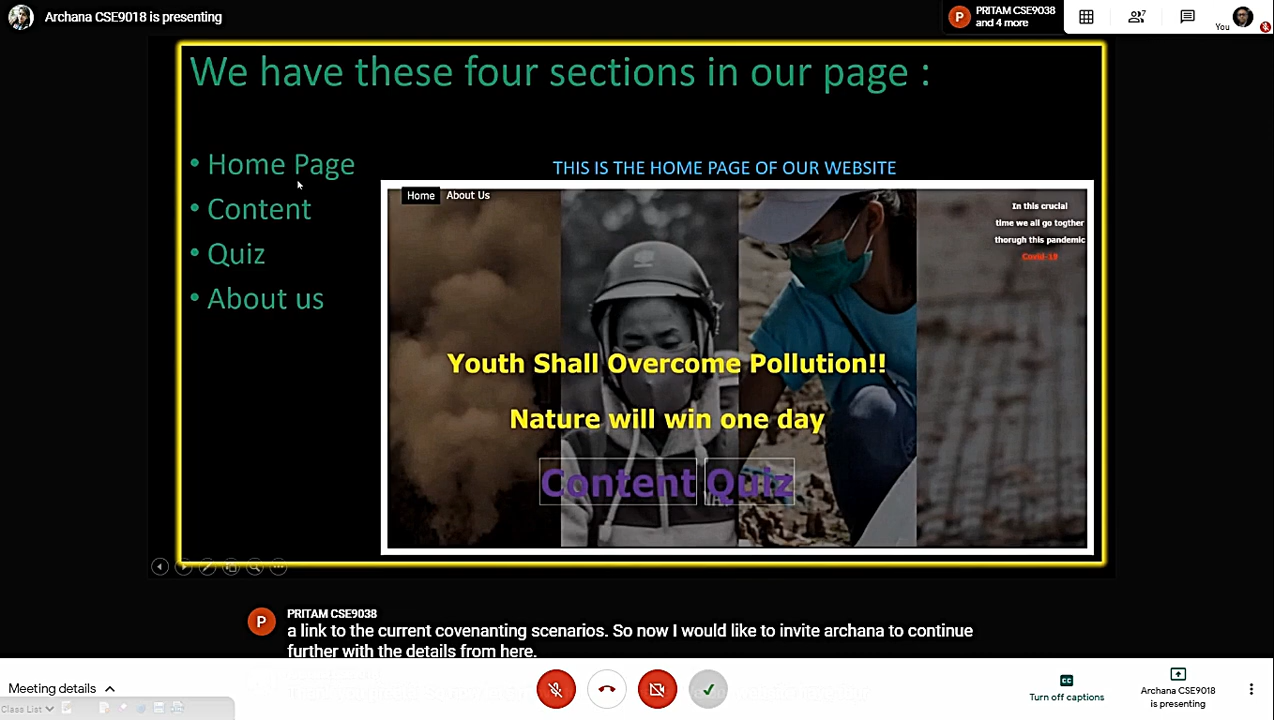 Archana CSE9018 is presenting
PRITAM CSE9038
and 4 more
7
You
We have these four sections in our page :
• Home Page
• Content
• Quiz
• About us
THIS IS THE HOME PAGE OF OUR WEBSITE
Home About Us
In this crucial
time we all go togther
thorugh this pandemic
Covid-19
Youth Shall Overcome Pollution!!
Nature will win one day
Content Quiz
P
PRITAM CSE9038
a link to the current covenanting scenarios. So now I would like to invite archana to continue
further with the details from here.
Meeting details
Class List
Turn off captions
Archana CSE9018
is presenting